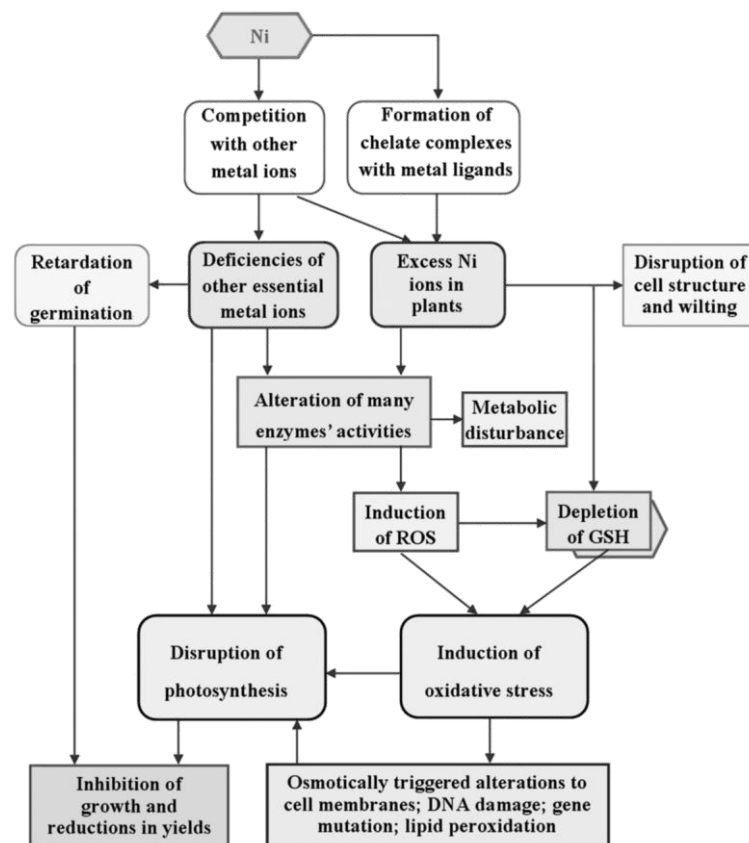 Ni
Competition
with other
metal ions
Formation of
chelate complexes
with metal ligands
Retardation
of
germination
Deficiencies of
other essential
metal ions
Excess Ni
ions in
plants
Disruption of
cell structure
and wilting
Alteration of many
enzymes’ activities
Metabolic
disturbance
Induction
of ROS
Depletion
of GSH
Disruption of
photosynthesis
Induction of
oxidative stress
Inhibition of
growth and
reductions in yields
Osmotically triggered alterations to
cell membranes; DNA damage; gene
mutation; lipid peroxidation